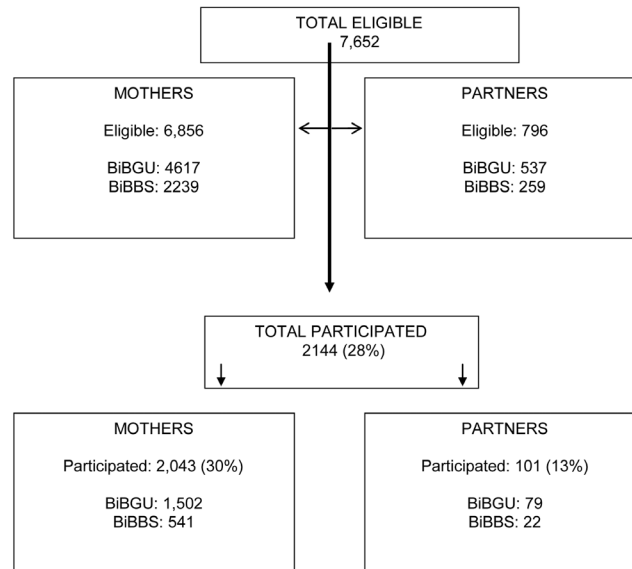 TOTAL ELIGIBLE
7,652
MOTHERS
Eligible: 6,856
BiBGU: 4617
BiBBS: 2239
PARTNERS
Eligible: 796
BiBGU: 537
BiBBS: 259
TOTAL PARTICIPATED
2144 (28%)
MOTHERS
Participated: 2,043 (30%)
BiBGU: 1,502
BiBBS: 541
PARTNERS
Participated: 101 (13%)
BiBGU: 79
BiBBS: 22